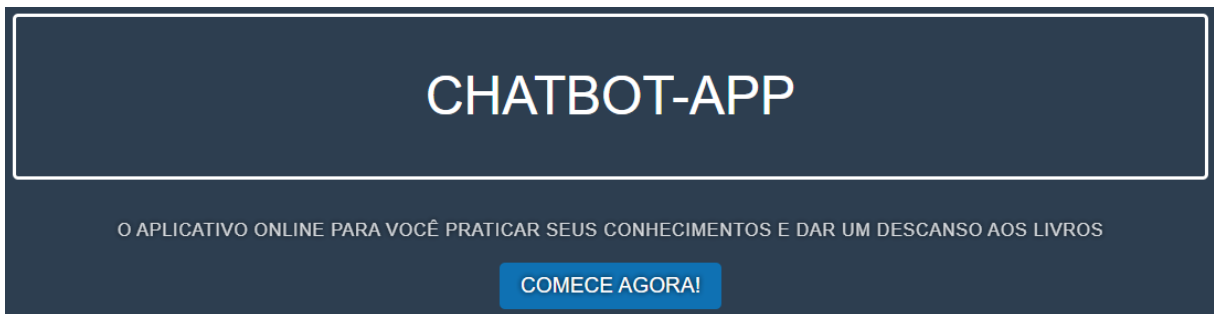 CHATBOT-APP
O APLICATIVO ONLINE PARA VOCÊ PRATICAR SEUS CONHECIMENTOS E DAR UM DESCANSO AOS LIVROS
COMECE AGORA!